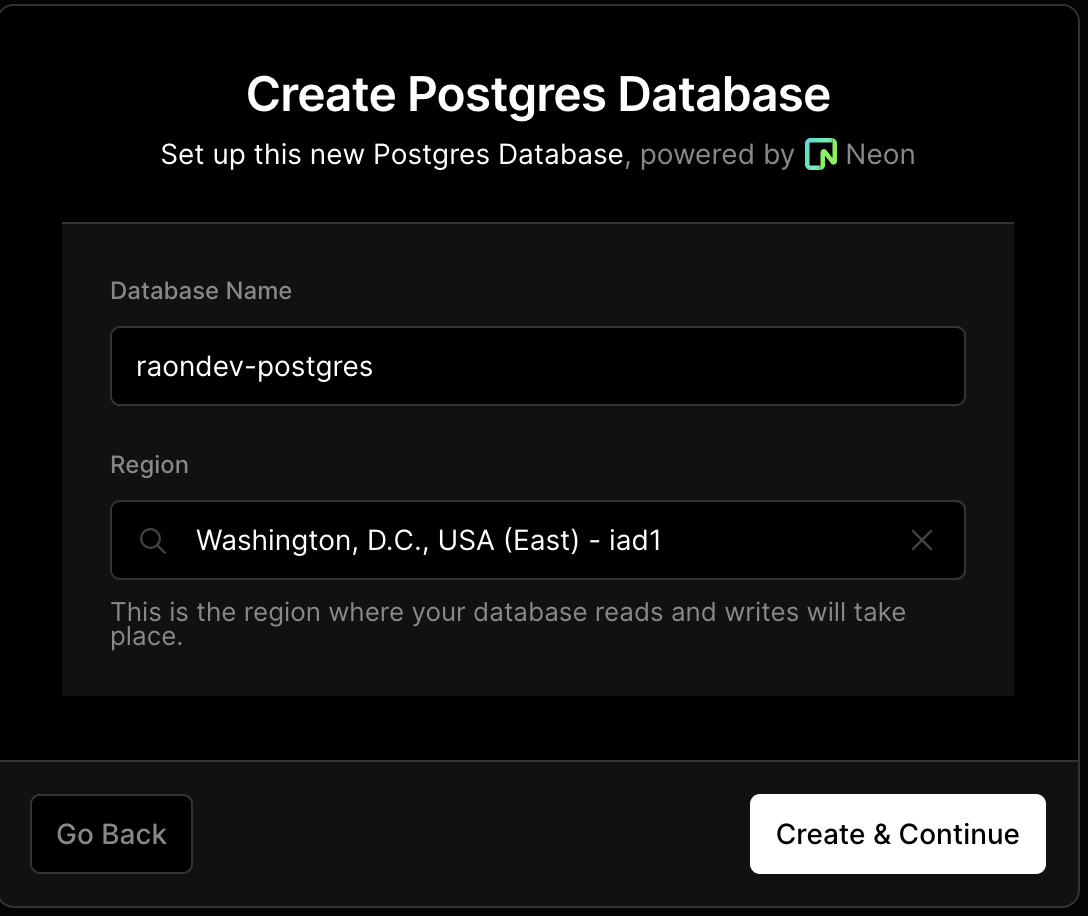 Create Postgres Database
Set up this new Postgres Database, powered by Neon
Database Name
raondev-postgres
Region
Washington, D.C., USA (East) - iad1
This is the region where your database reads and writes will take
place.
Go Back
Create & Continue